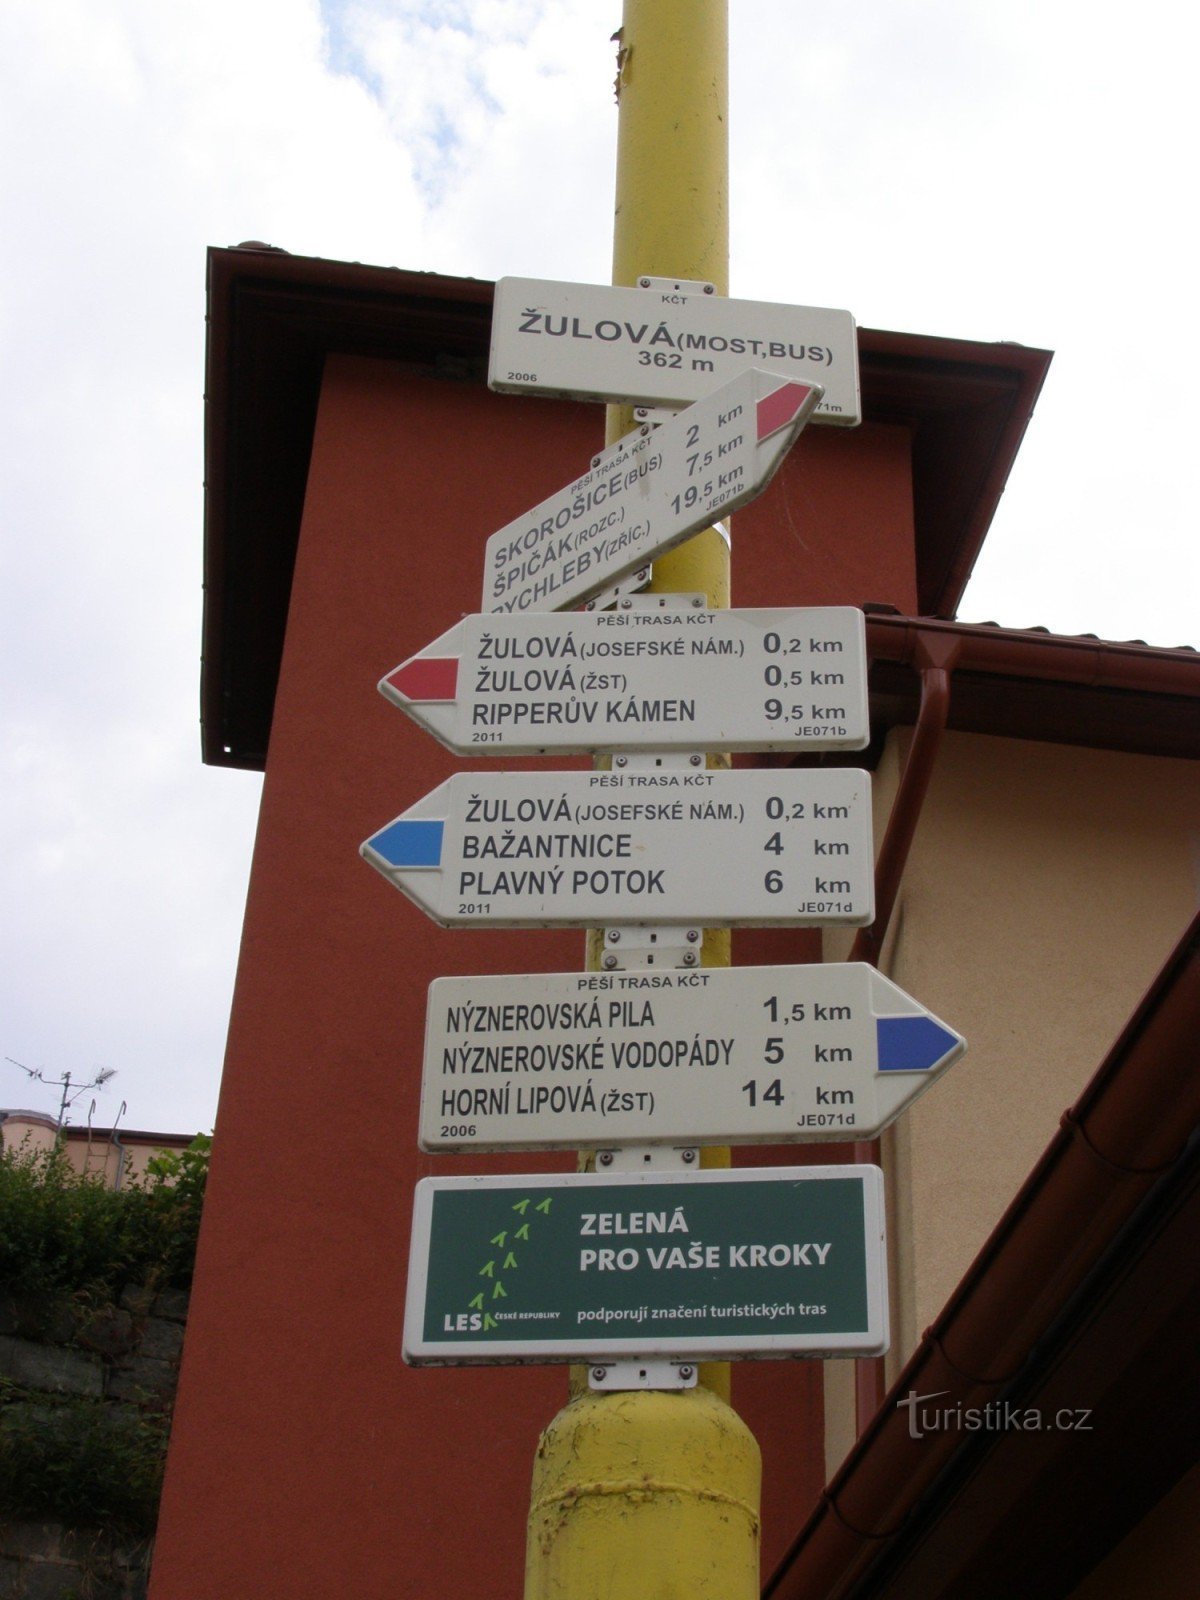 KČT
ŽULOVÁ(MOST,BUS)
362 m
2006
71m
PĚŠÍ TRASA KČT
SKOROŠICE(BUS) 2 km
ŠPIČÁK(ROZC.) 7,5 km
RYCHLEBY(ZŘÍC.) 19,5 km
JE071b
PĚŠÍ TRASA KČT
ŽULOVÁ(JOSEFSKÉ NÁM.) 0,2 km
ŽULOVÁ(ŽST) 0,5 km
RIPPERŮV KÁMEN 9,5 km
2011 JE071b
PĚŠÍ TRASA KČT
ŽULOVÁ(JOSEFSKÉ NÁM.) 0,2 km
BAŽANTNICE 4 km
PLAVNÝ POTOK 6 km
2011 JE071d
PĚŠÍ TRASA KČT
NÝZNEROVSKÁ PILA 1,5 km
NÝZNEROVSKÉ VODOPÁDY 5 km
HORNÍ LIPOVÁ(ŽST) 14 km
2006 JE071d
ZELENÁ
PRO VAŠE KROKY
LESY ČESKÉ REPUBLIKY podporují značení turistických tras
Turistika.cz